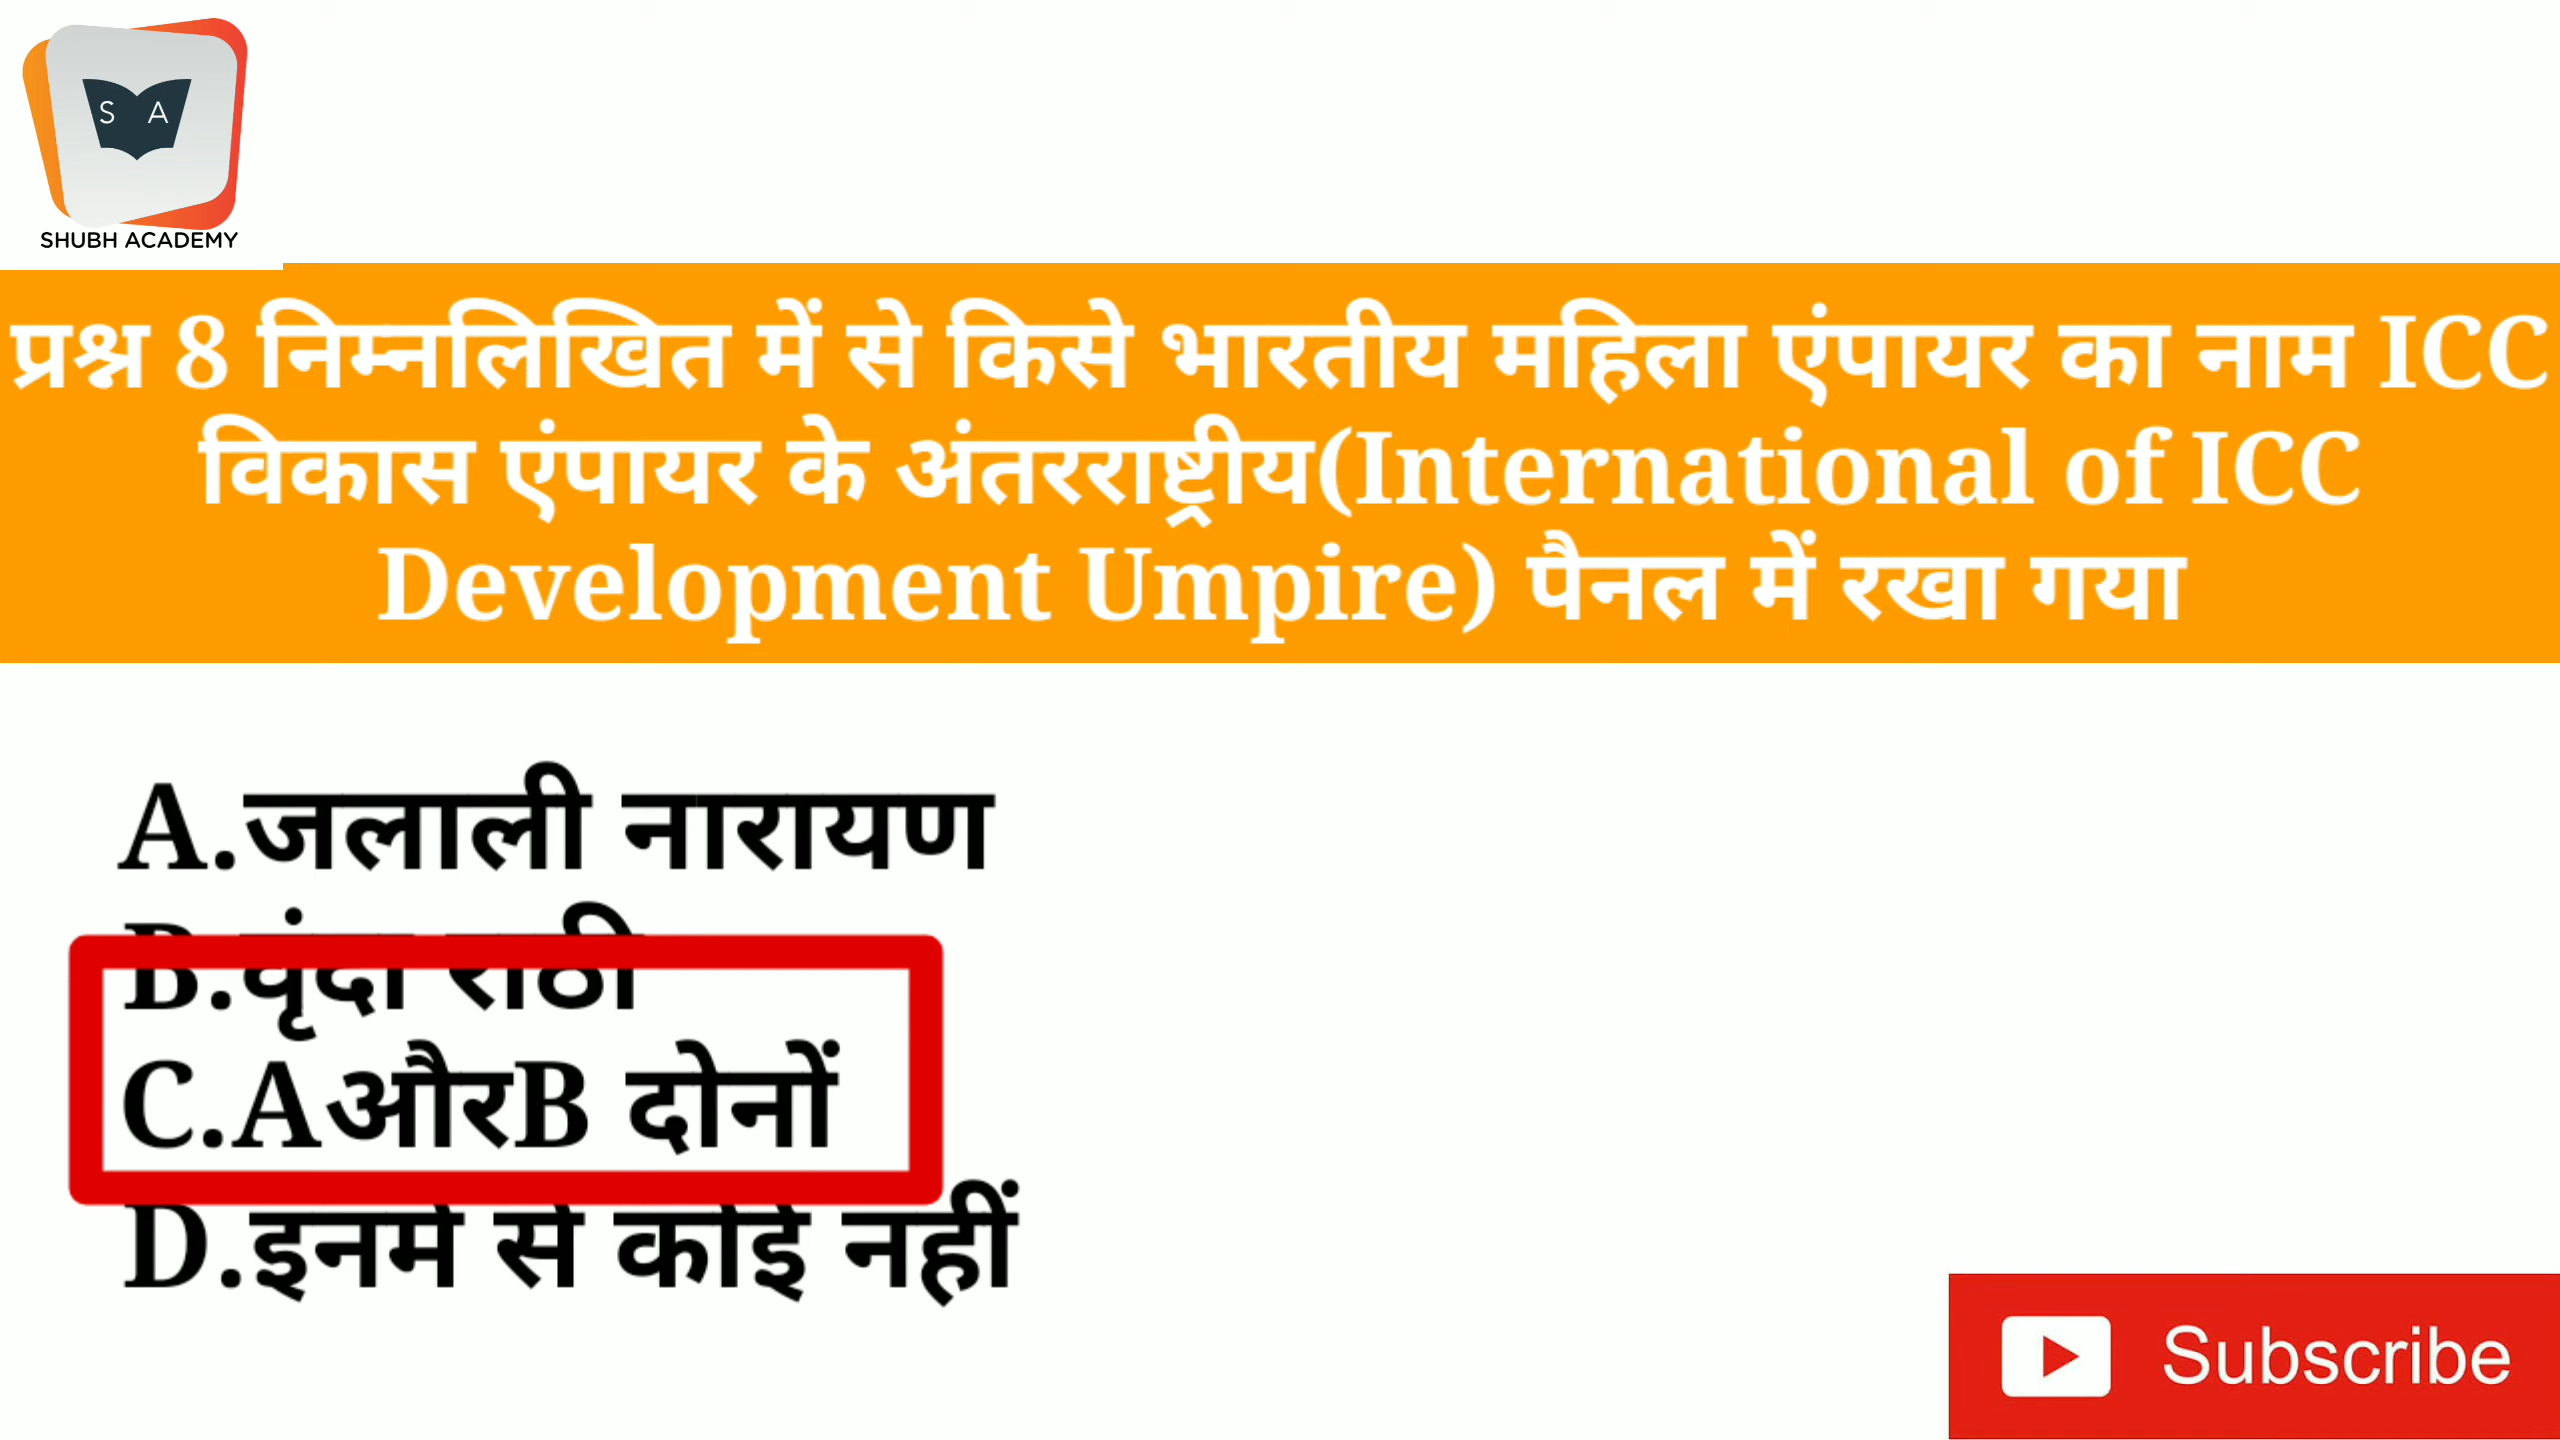 S A
SHUBH ACADEMY
प्रश्न 8 निम्नलिखित में से किसे भारतीय महिला एंपायर का नाम ICC
विकास एंपायर के अंतरराष्ट्रीय(International of ICC
Development Umpire) पैनल में रखा गया
A.जलाली नारायण
B.वृंदा राठी
C.AऔरB दोनों
D.इनमें से कोई नहीं
Subscribe